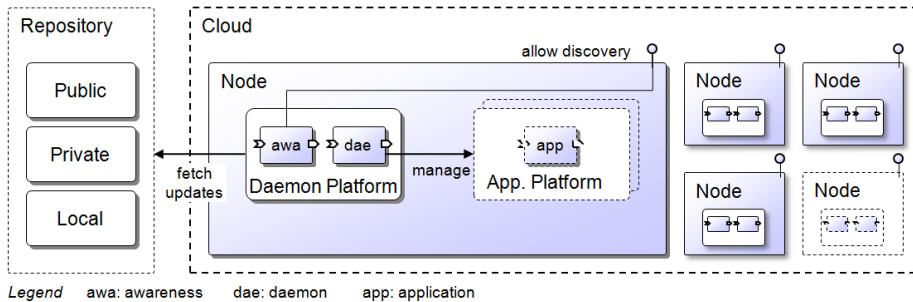 Repository
Public
Private
Local
fetch
updates
Cloud
allow discovery
Node
awa
dae
Daemon Platform
manage
app
App. Platform
Node
Node
Node
Node
Legend awa: awareness dae: daemon app: application